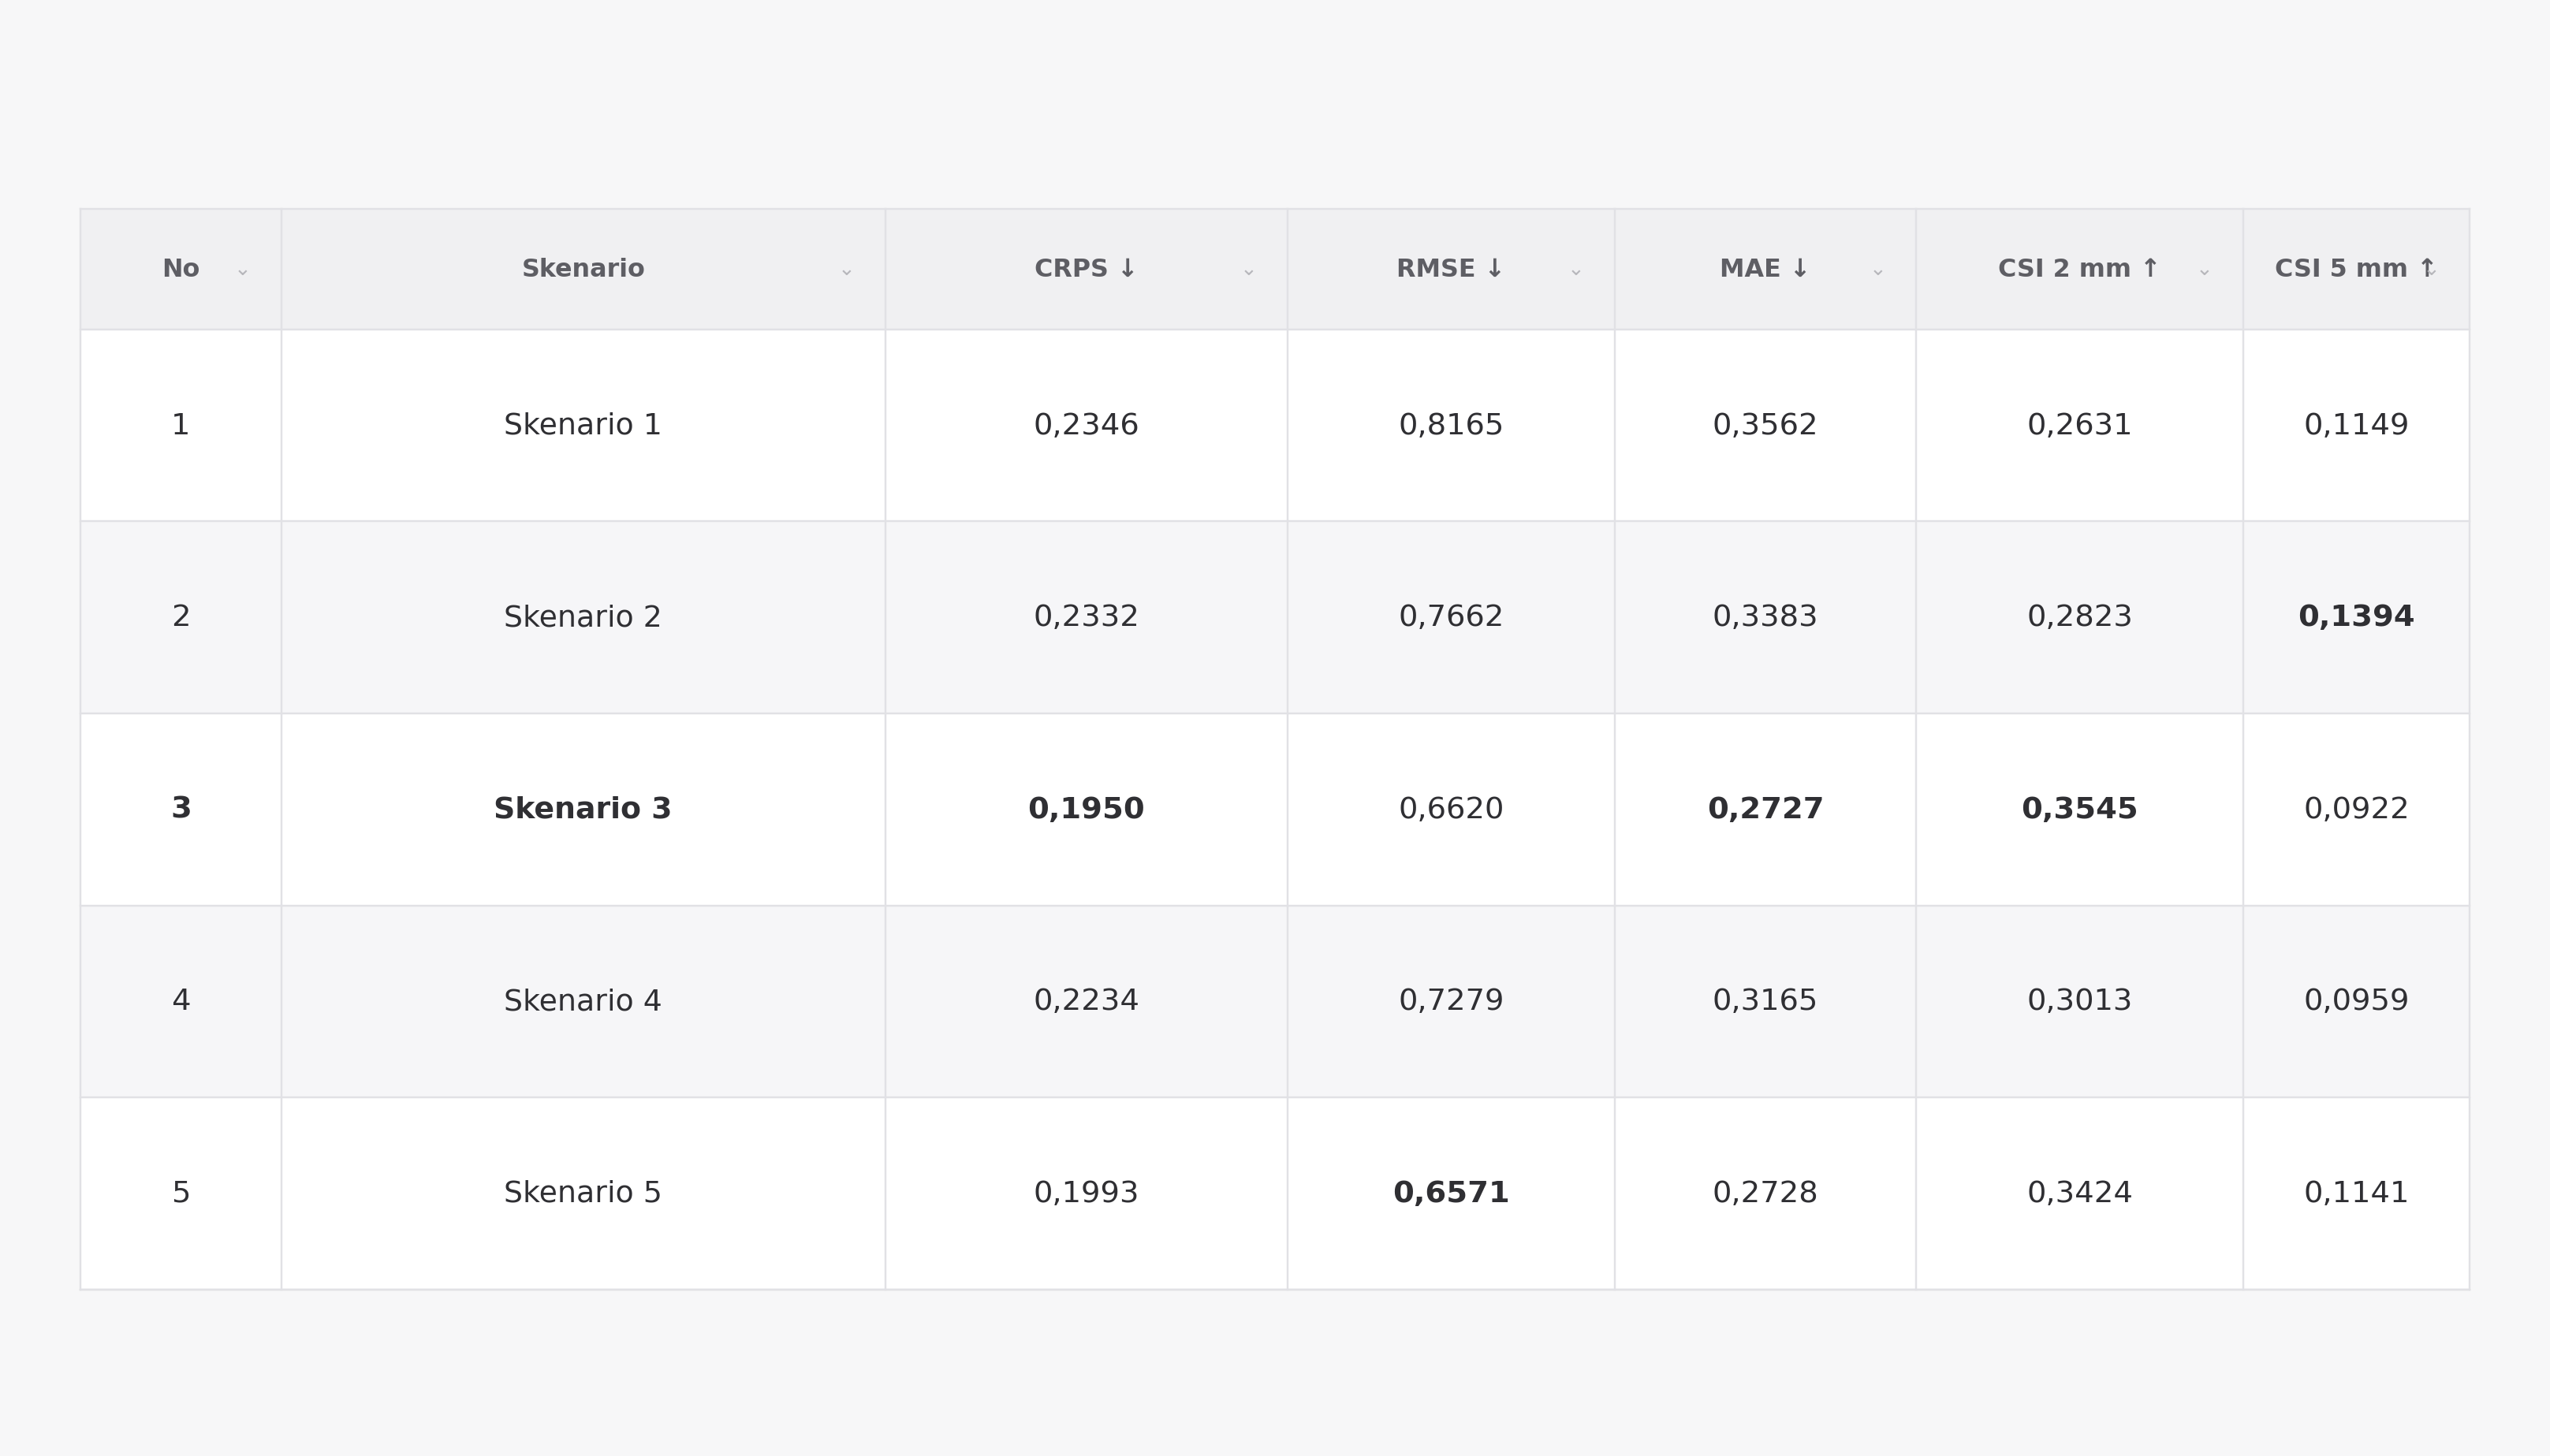 No Skenario CRPS ↓ RMSE ↓ MAE ↓ CSI 2 mm ↑ CSI 5 mm ↑
1 Skenario 1 0,2346 0,8165 0,3562 0,2631 0,1149
2 Skenario 2 0,2332 0,7662 0,3383 0,2823 0,1394
3 Skenario 3 0,1950 0,6620 0,2727 0,3545 0,0922
4 Skenario 4 0,2234 0,7279 0,3165 0,3013 0,0959
5 Skenario 5 0,1993 0,6571 0,2728 0,3424 0,1141